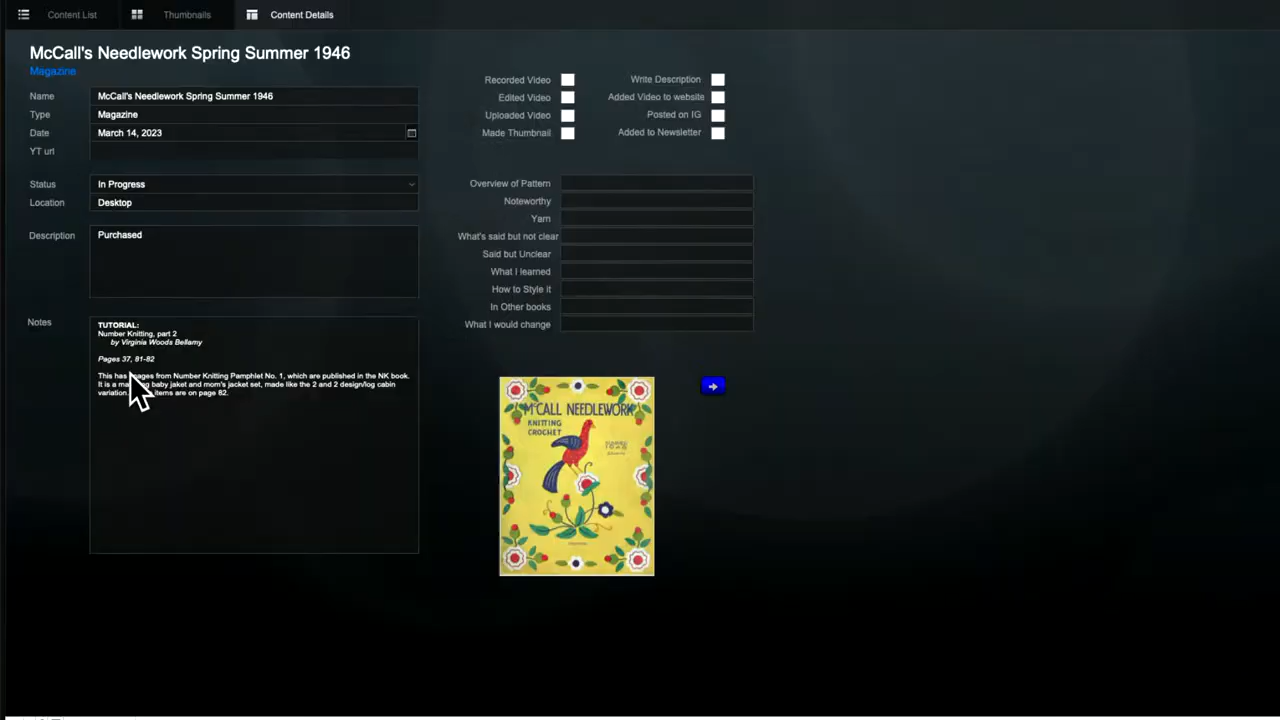 Content List
Thumbnails
Content Details
McCall's Needlework Spring Summer 1946
Magazine
Name McCall's Needlework Spring Summer 1946
Type Magazine
Date March 14, 2023
YT url
Status In Progress
Location Desktop
Description Purchased
Notes
TUTORIAL:
Number Knitting, part 2
by Virginia Woods Bellamy
Pages 37, 81-82
This has images from Number Knitting Pamphlet No. 1, which are published in the NK book.
It is a baby jaket and mom's jacket set, made like the 2 and 2 design/log cabin
variation. items are on page 82.
Recorded Video
Write Description
Edited Video
Added Video to website
Uploaded Video
Posted on IG
Made Thumbnail
Added to Newsletter
Overview of Pattern
Noteworthy
Yarn
What's said but not clear
Said but Unclear
What I learned
How to Style it
In Other books
What I would change
McCALL NEEDLEWORK
KNITTING
CROCHET